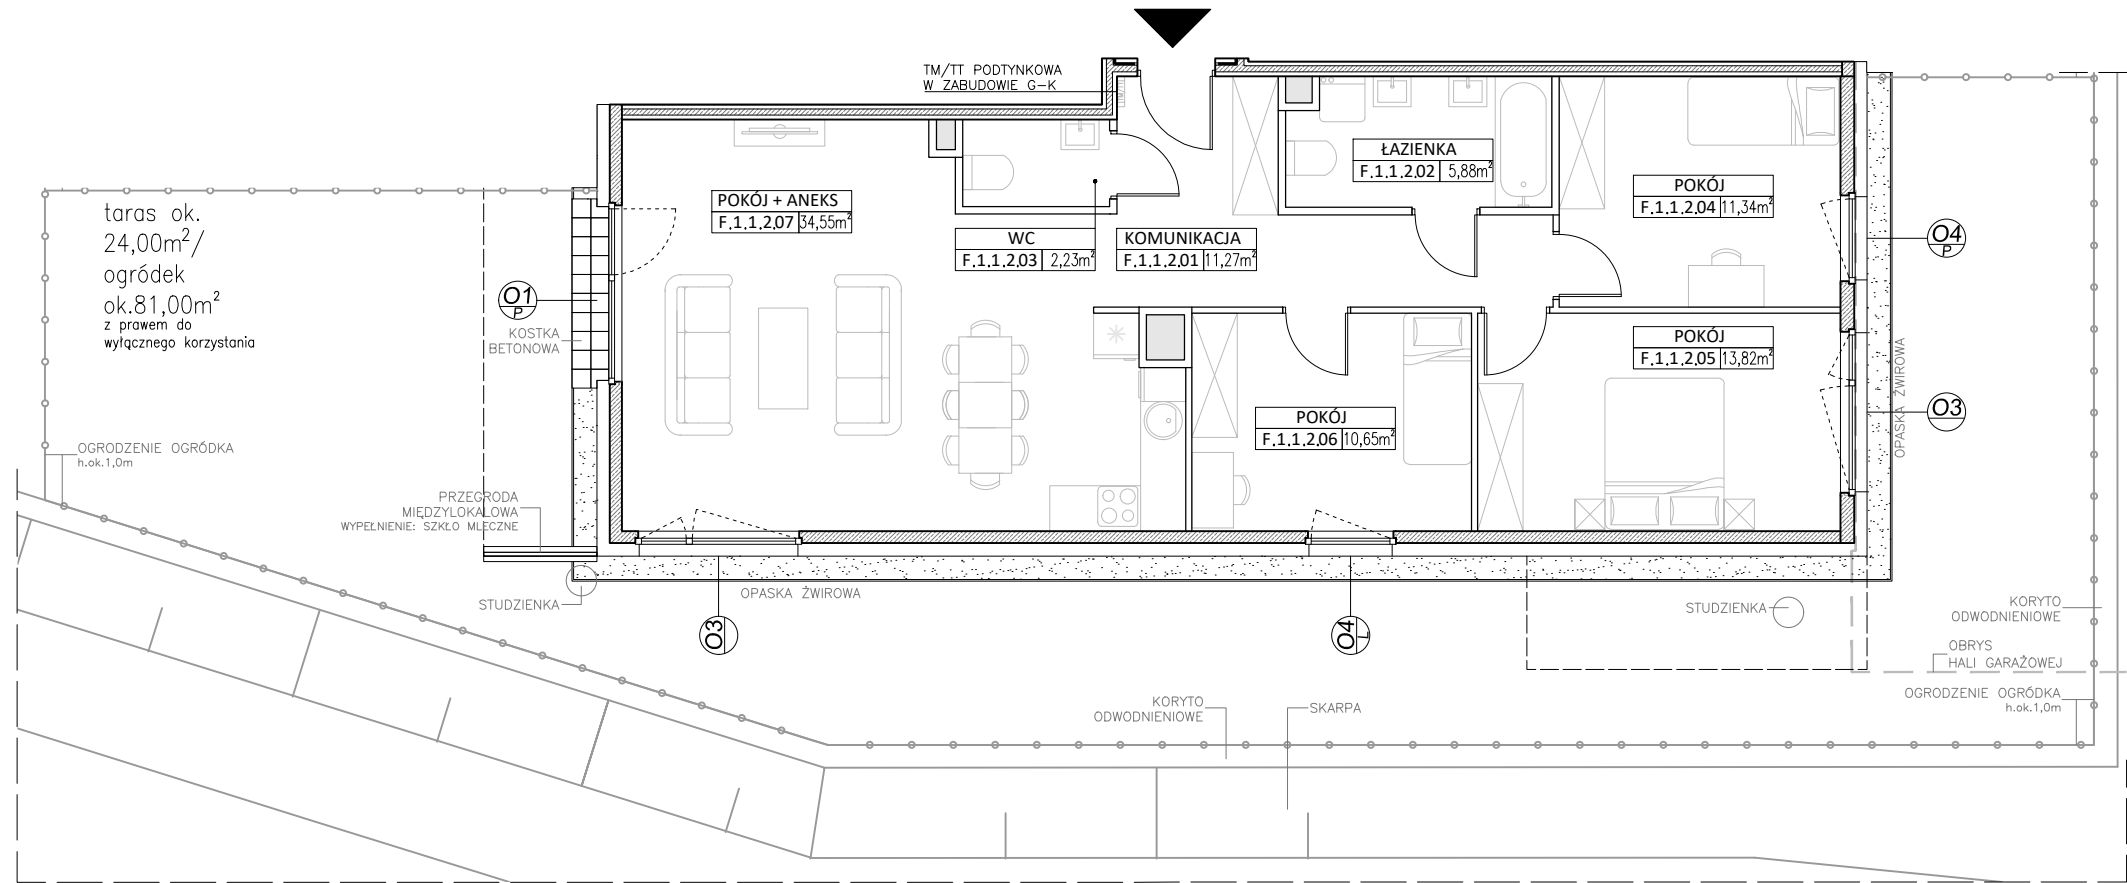 TM/TT PODTYNKOWA
W ZABUDOWIE G-K
TM/TT
taras ok.
24,00m²/
ogródek
ok.81,00m²
z prawem do
wyłącznego korzystania
POKÓJ + ANEKS
F.1.1.2.07 34,55m²
WC
F.1.1.2.03 2,23m²
KOMUNIKACJA
F.1.1.2.01 11,27m²
ŁAZIENKA
F.1.1.2.02 5,88m²
POKÓJ
F.1.1.2.04 11,34m²
POKÓJ
F.1.1.2.05 13,82m²
POKÓJ
F.1.1.2.06 10,65m²
O1
P
KOSTKA
BETONOWA
O4
P
O3
OPASKA ŻWIROWA
OGRODZENIE OGRÓDKA
h.ok.1,0m
PRZEGRODA
MIĘDZYLOKALOWA
WYPEŁNIENIE: SZKŁO MLECZNE
STUDZIENKA
OPASKA ŻWIROWA
O3
O4
L
STUDZIENKA
KORYTO
ODWODNIENIOWE
OBRYS
HALI GARAŻOWEJ
OGRODZENIE OGRÓDKA
h.ok.1,0m
KORYTO
ODWODNIENIOWE
SKARPA